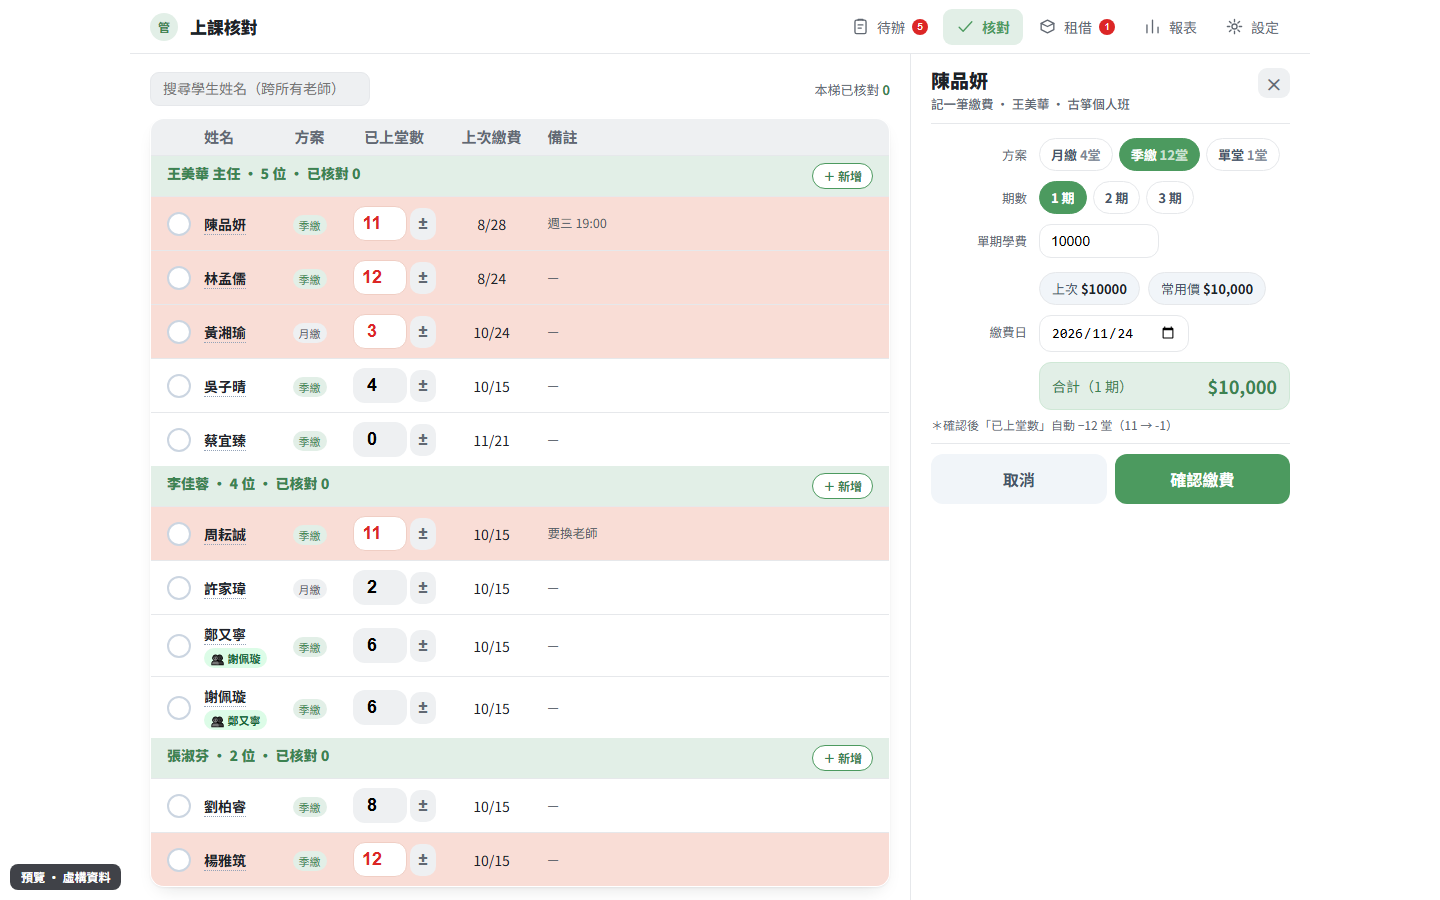 管 上課核對 待辦 5 核對 租借 1 報表 設定
搜尋學生姓名（跨所有老師） 本梯已核對 0
姓名 方案 已上堂數 上次繳費 備註
王美華 主任 • 5 位 • 已核對 0 ＋ 新增
陳品妍 季繳 11 ± 8/28 週三 19:00
林孟儒 季繳 12 ± 8/24 —
黃湘瑜 月繳 3 ± 10/24 —
吳子晴 季繳 4 ± 10/15 —
蔡宜臻 季繳 0 ± 11/21 —
李佳蓉 • 4 位 • 已核對 0 ＋ 新增
周耘誠 季繳 11 ± 10/15 要換老師
許家瑋 月繳 2 ± 10/15 —
鄭又寧 季繳 6 ± 10/15 —
謝佩璇
謝佩璇 季繳 6 ± 10/15 —
鄭又寧
張淑芬 • 2 位 • 已核對 0 ＋ 新增
劉柏睿 季繳 8 ± 10/15 —
楊雅筑 季繳 12 ± 10/15 —
預覽 • 虛構資料
陳品妍
記一筆繳費 • 王美華 • 古箏個人班
方案 月繳 4堂 季繳 12堂 單堂 1堂
期數 1 期 2 期 3 期
單期學費 10000
上次 $10000 常用價 $10,000
繳費日 2026/11/24
合計（1 期） $10,000
＊確認後「已上堂數」自動 −12 堂（11 → -1）
取消 確認繳費